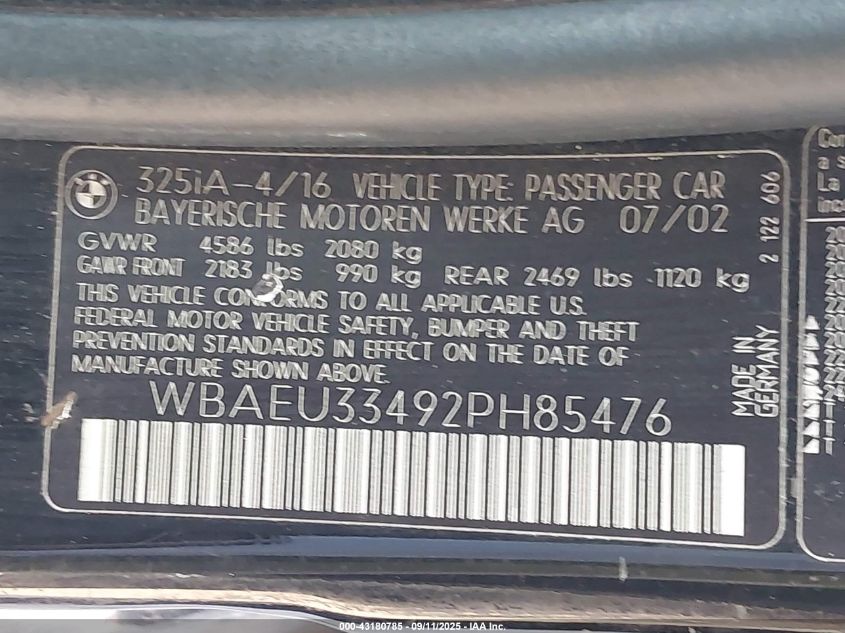 325iA-4/16 VEHICLE TYPE: PASSENGER CAR
BAYERISCHE MOTOREN WERKE AG 07/02
GVWR 4586 lbs 2080 kg
GAWR FRONT 2183 lbs 990 kg REAR 2469 lbs 1120 kg
THIS VEHICLE CONFORMS TO ALL APPLICABLE U.S.
FEDERAL MOTOR VEHICLE SAFETY, BUMPER AND THEFT
PREVENTION STANDARDS IN EFFECT ON THE DATE OF
MANUFACTURE SHOWN ABOVE.
WBAEU33492PH85476
2 122 606
MADE IN
GERMANY
a s
La
000-43180785 - 09/11/2025 - IAA Inc.